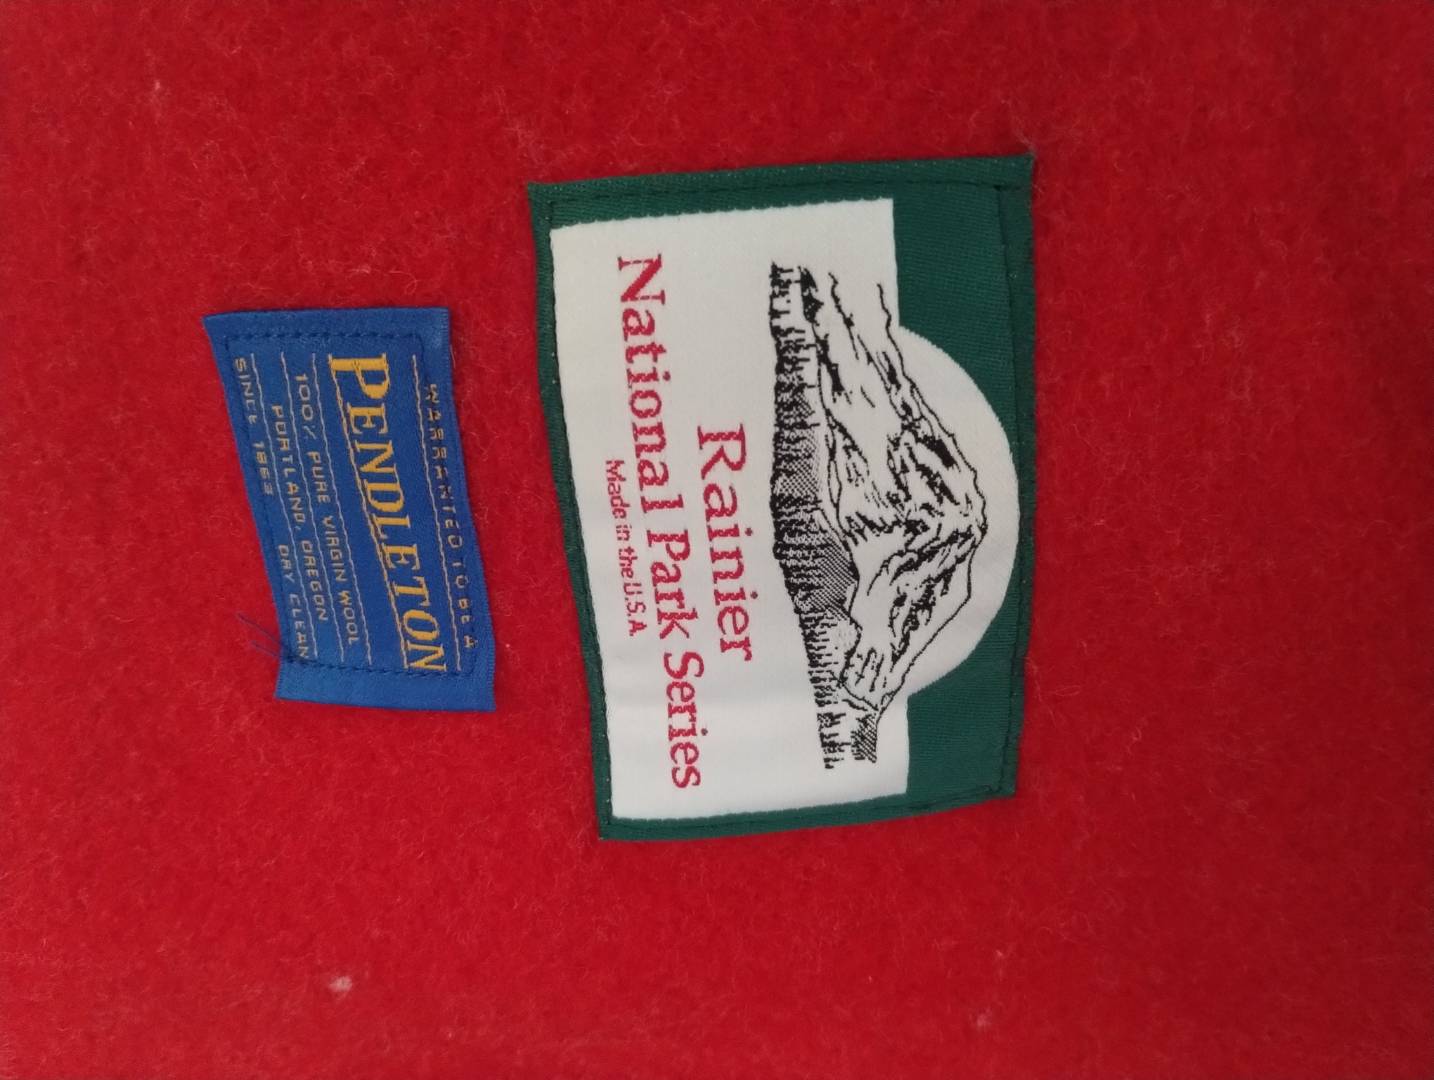 Rainier
National Park Series
Made in the U.S.A.
WARRANTED TO BE A
PENDLETON
100% PURE VIRGIN WOOL
PORTLAND, OREGON
SINCE 1863 DRY CLEAN